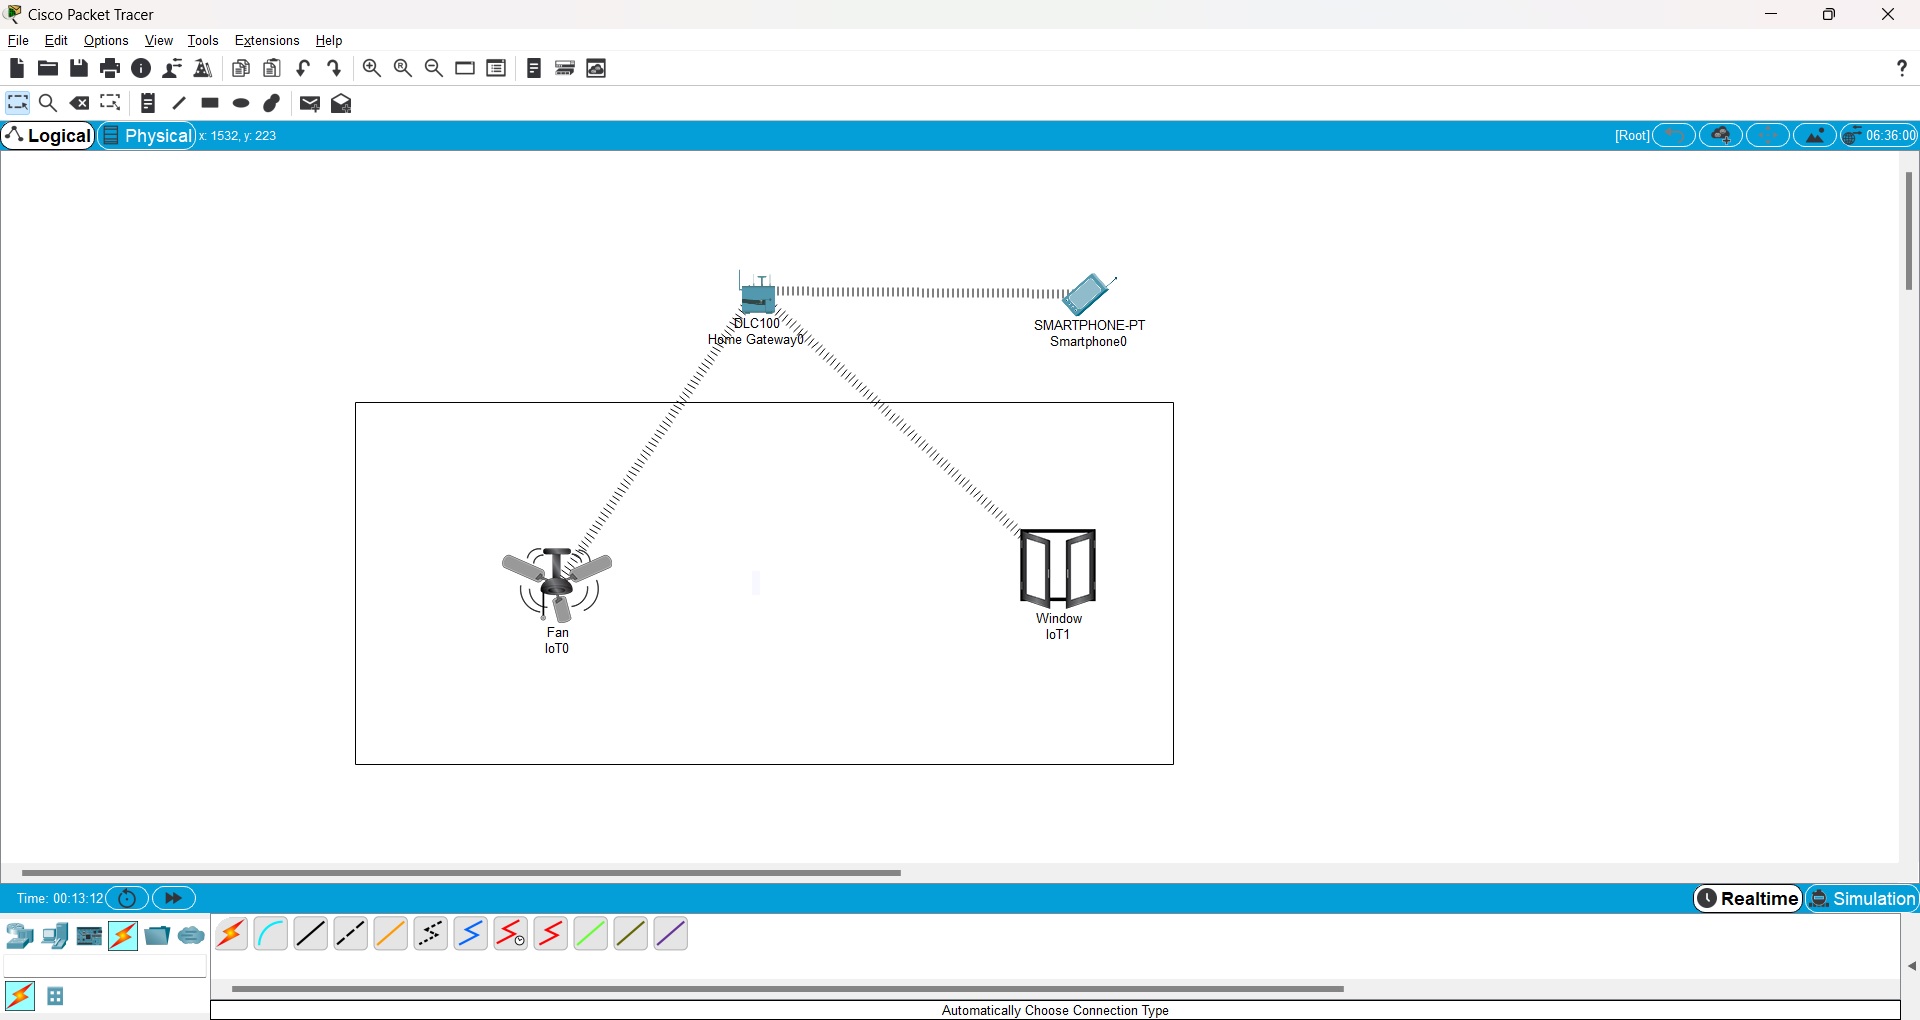 Cisco Packet Tracer
File Edit Options View Tools Extensions Help
?
Logical Physical x: 1532, y: 223 [Root] 06:36:00
DLC100
Home Gateway0
SMARTPHONE-PT
Smartphone0
Fan
IoT0
Window
IoT1
Time: 00:13:12 Realtime Simulation
Automatically Choose Connection Type